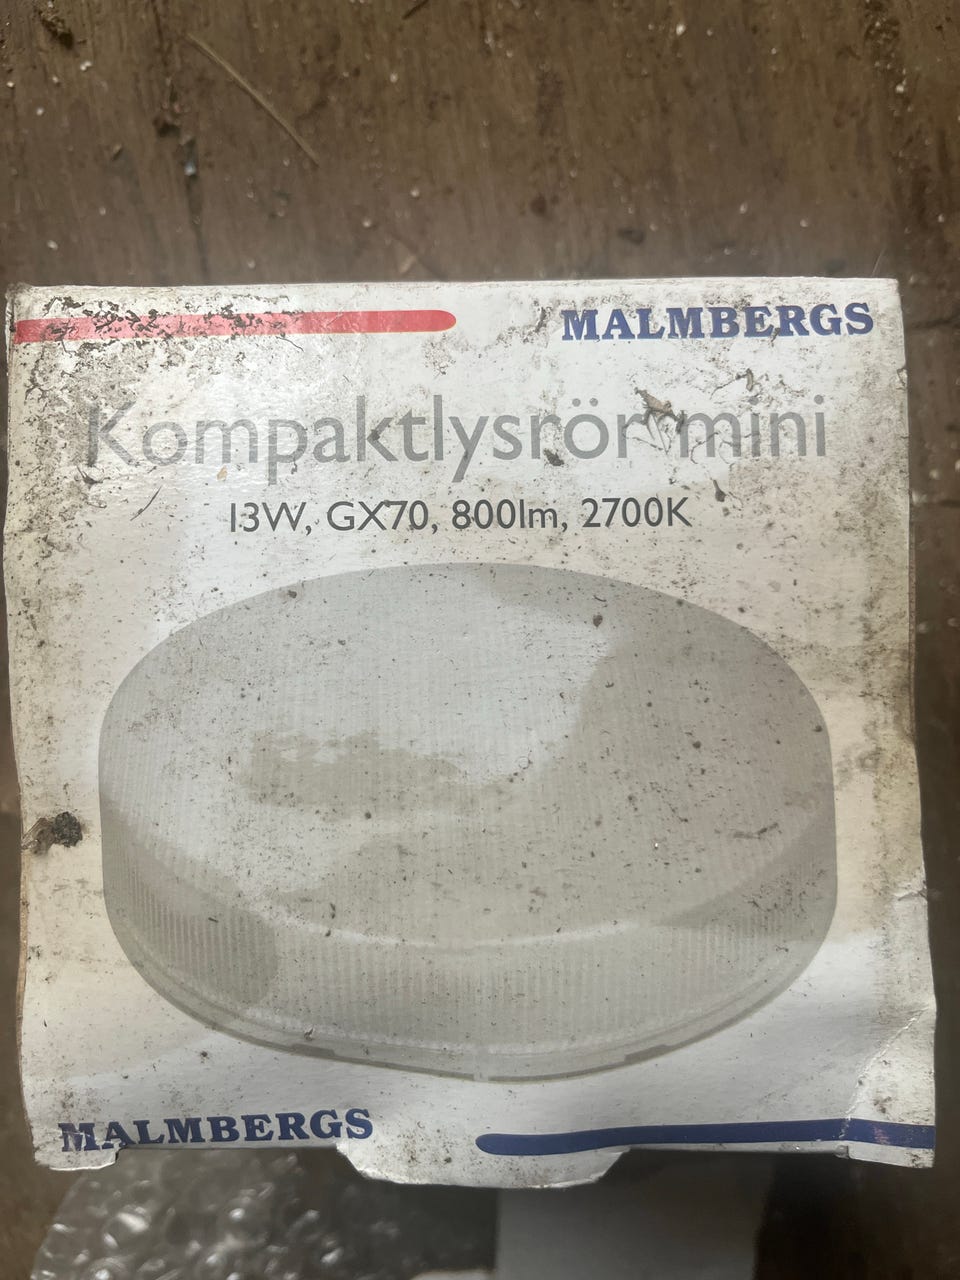 MALMBERGS
Kompaktlysrör mini
13W, GX70, 800lm, 2700K
MALMBERGS